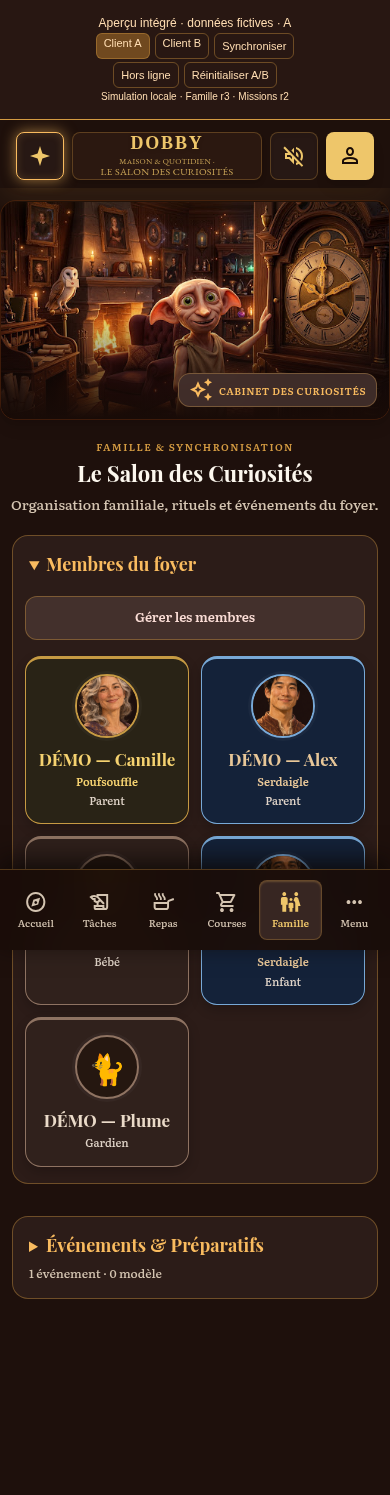 Aperçu intégré · données fictives · A
Client A
Client B
Synchroniser
Hors ligne
Réinitialiser A/B
Simulation locale · Famille r3 · Missions r2
DOBBY
MAISON & QUOTIDIEN ·
LE SALON DES CURIOSITÉS
CABINET DES CURIOSITÉS
FAMILLE & SYNCHRONISATION
Le Salon des Curiosités
Organisation familiale, rituels et événements du foyer.
Membres du foyer
Gérer les membres
DÉMO — Camille
Poufsouffle
Parent
DÉMO — Alex
Serdaigle
Parent
Accueil
Tâches
Repas
Courses
Famille
Menu
Bébé
Serdaigle
Enfant
DÉMO — Plume
Gardien
Événements & Préparatifs
1 événement · 0 modèle